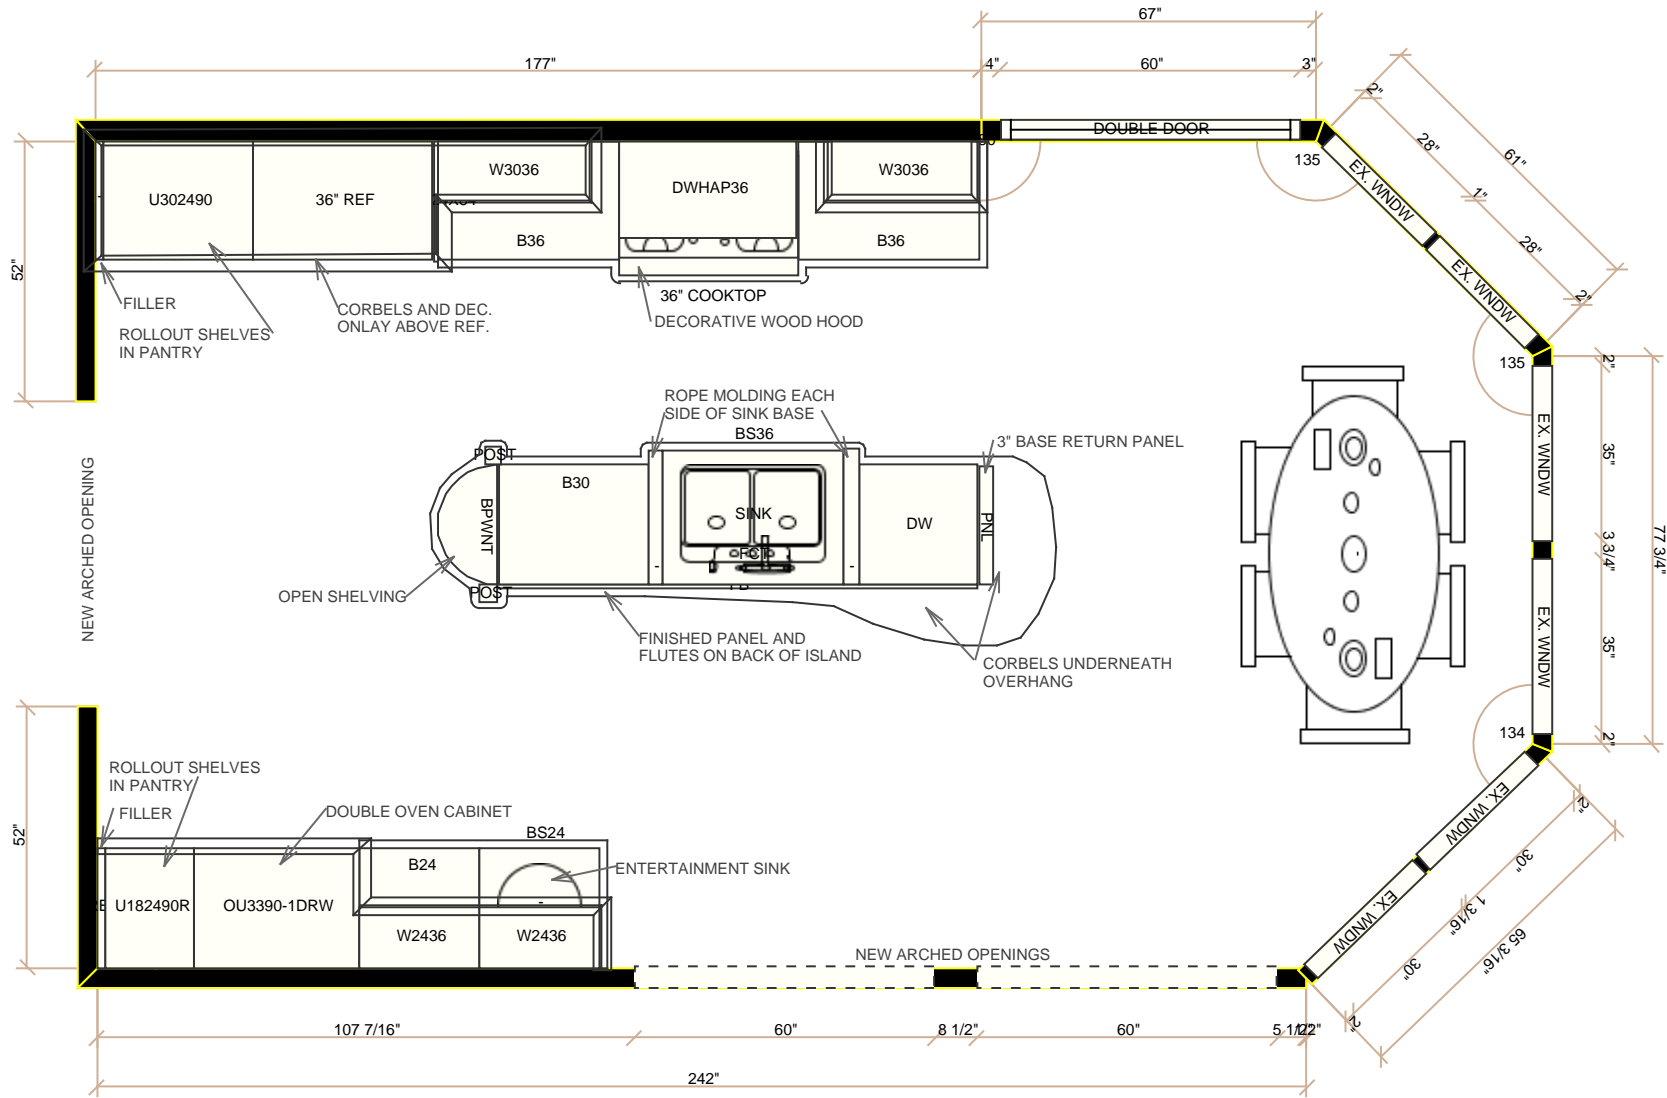 67"
177"
4"
60"
3"
DOUBLE DOOR
2"
28"
61"
1"
28"
2"
135
EX. WNDW
EX. WNDW
W3036
DWHAP36
W3036
U302490
36" REF
B36
B36
52"
FILLER
ROLLOUT SHELVES
IN PANTRY
CORBELS AND DEC.
ONLAY ABOVE REF.
36" COOKTOP
DECORATIVE WOOD HOOD
135
2"
ROPE MOLDING EACH
SIDE OF SINK BASE
BS36
3" BASE RETURN PANEL
POST
B30
BPWNT
SINK
FCT
DW
PNL
POST
EX. WNDW
35"
3 3/4"
77 3/4"
EX. WNDW
35"
2"
NEW ARCHED OPENING
OPEN SHELVING
FINISHED PANEL AND
FLUTES ON BACK OF ISLAND
CORBELS UNDERNEATH
OVERHANG
134
ROLLOUT SHELVES
IN PANTRY
FILLER
DOUBLE OVEN CABINET
BS24
52"
B24
ENTERTAINMENT SINK
U182490R
OU3390-1DRW
W2436
W2436
EX. WNDW
EX. WNDW
2"
30"
1 3/16"
65 3/16"
30"
2"
NEW ARCHED OPENINGS
107 7/16"
60"
8 1/2"
60"
5 1/2"
242"